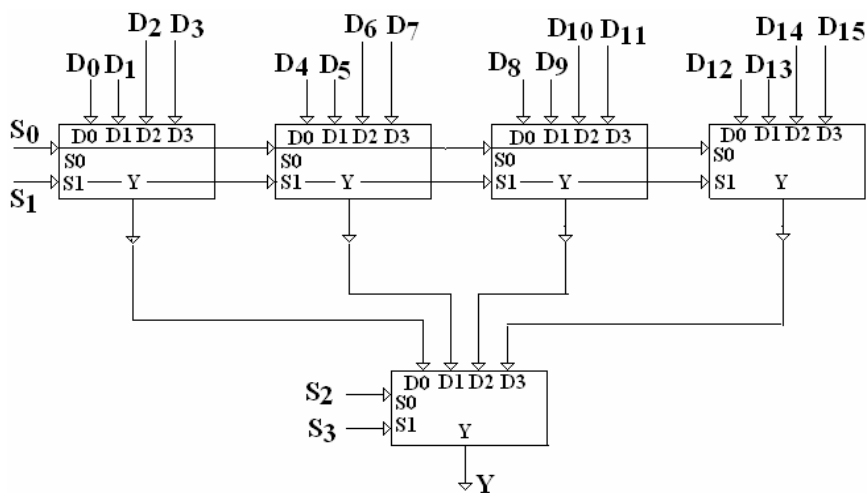 D2 D3 D6 D7 D10 D11 D14 D15
D0 D1 D4 D5 D8 D9 D12 D13
S0 D0 D1 D2 D3 D0 D1 D2 D3 D0 D1 D2 D3 D0 D1 D2 D3
S0 S0 S0 S0
S1 S1 Y S1 Y S1 Y S1 Y
D0 D1 D2 D3
S2 S0
S3 S1 Y
Y